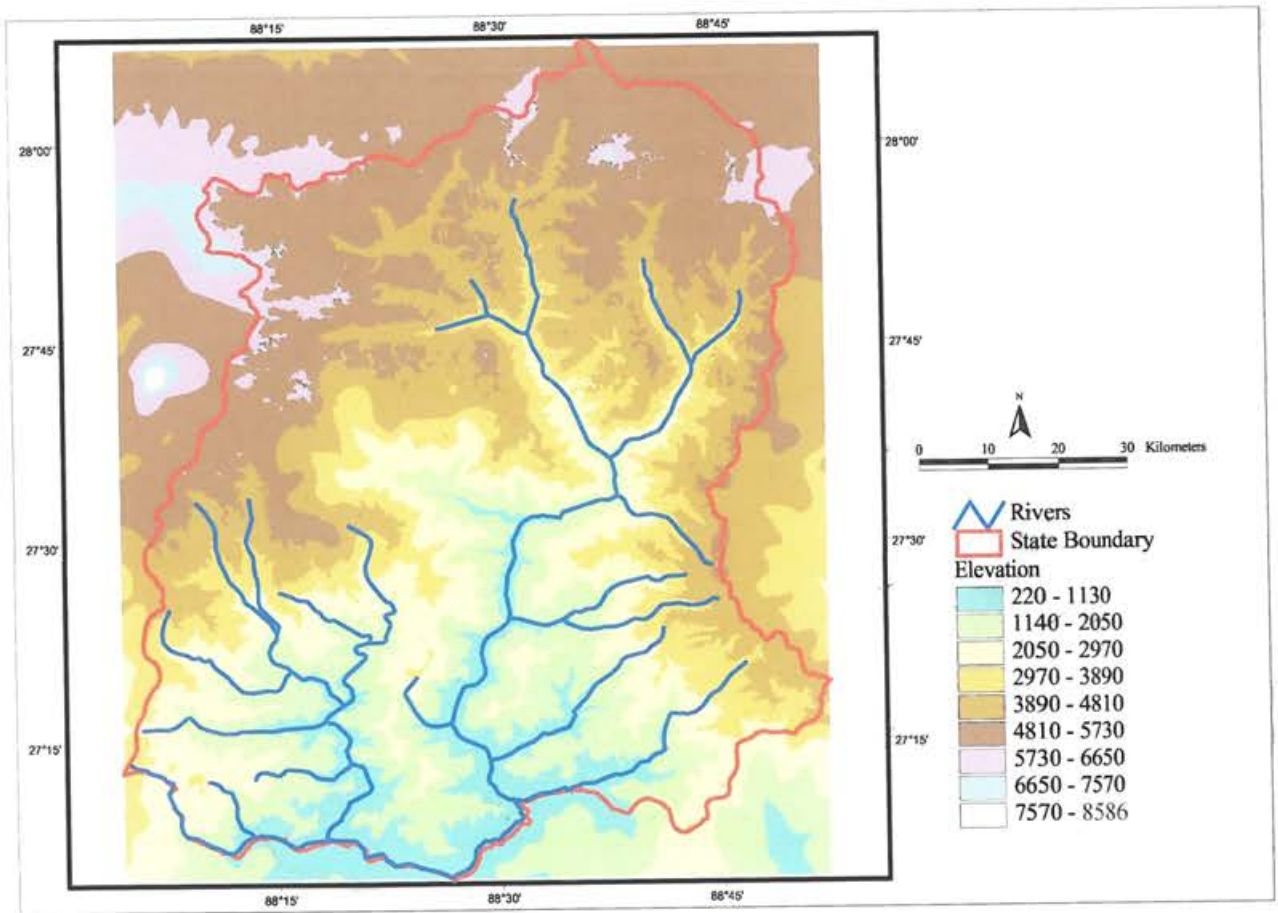 88°15' 88°30' 88°45'
28°00' 28°00'
27°45' 27°45'
N
0 10 20 30 Kilometers
Rivers
State Boundary
27°30' 27°30'
Elevation
220 - 1130
1140 - 2050
2050 - 2970
2970 - 3890
3890 - 4810
4810 - 5730
27°15' 27°15'
5730 - 6650
6650 - 7570
7570 - 8586
88°15' 88°30' 88°45'